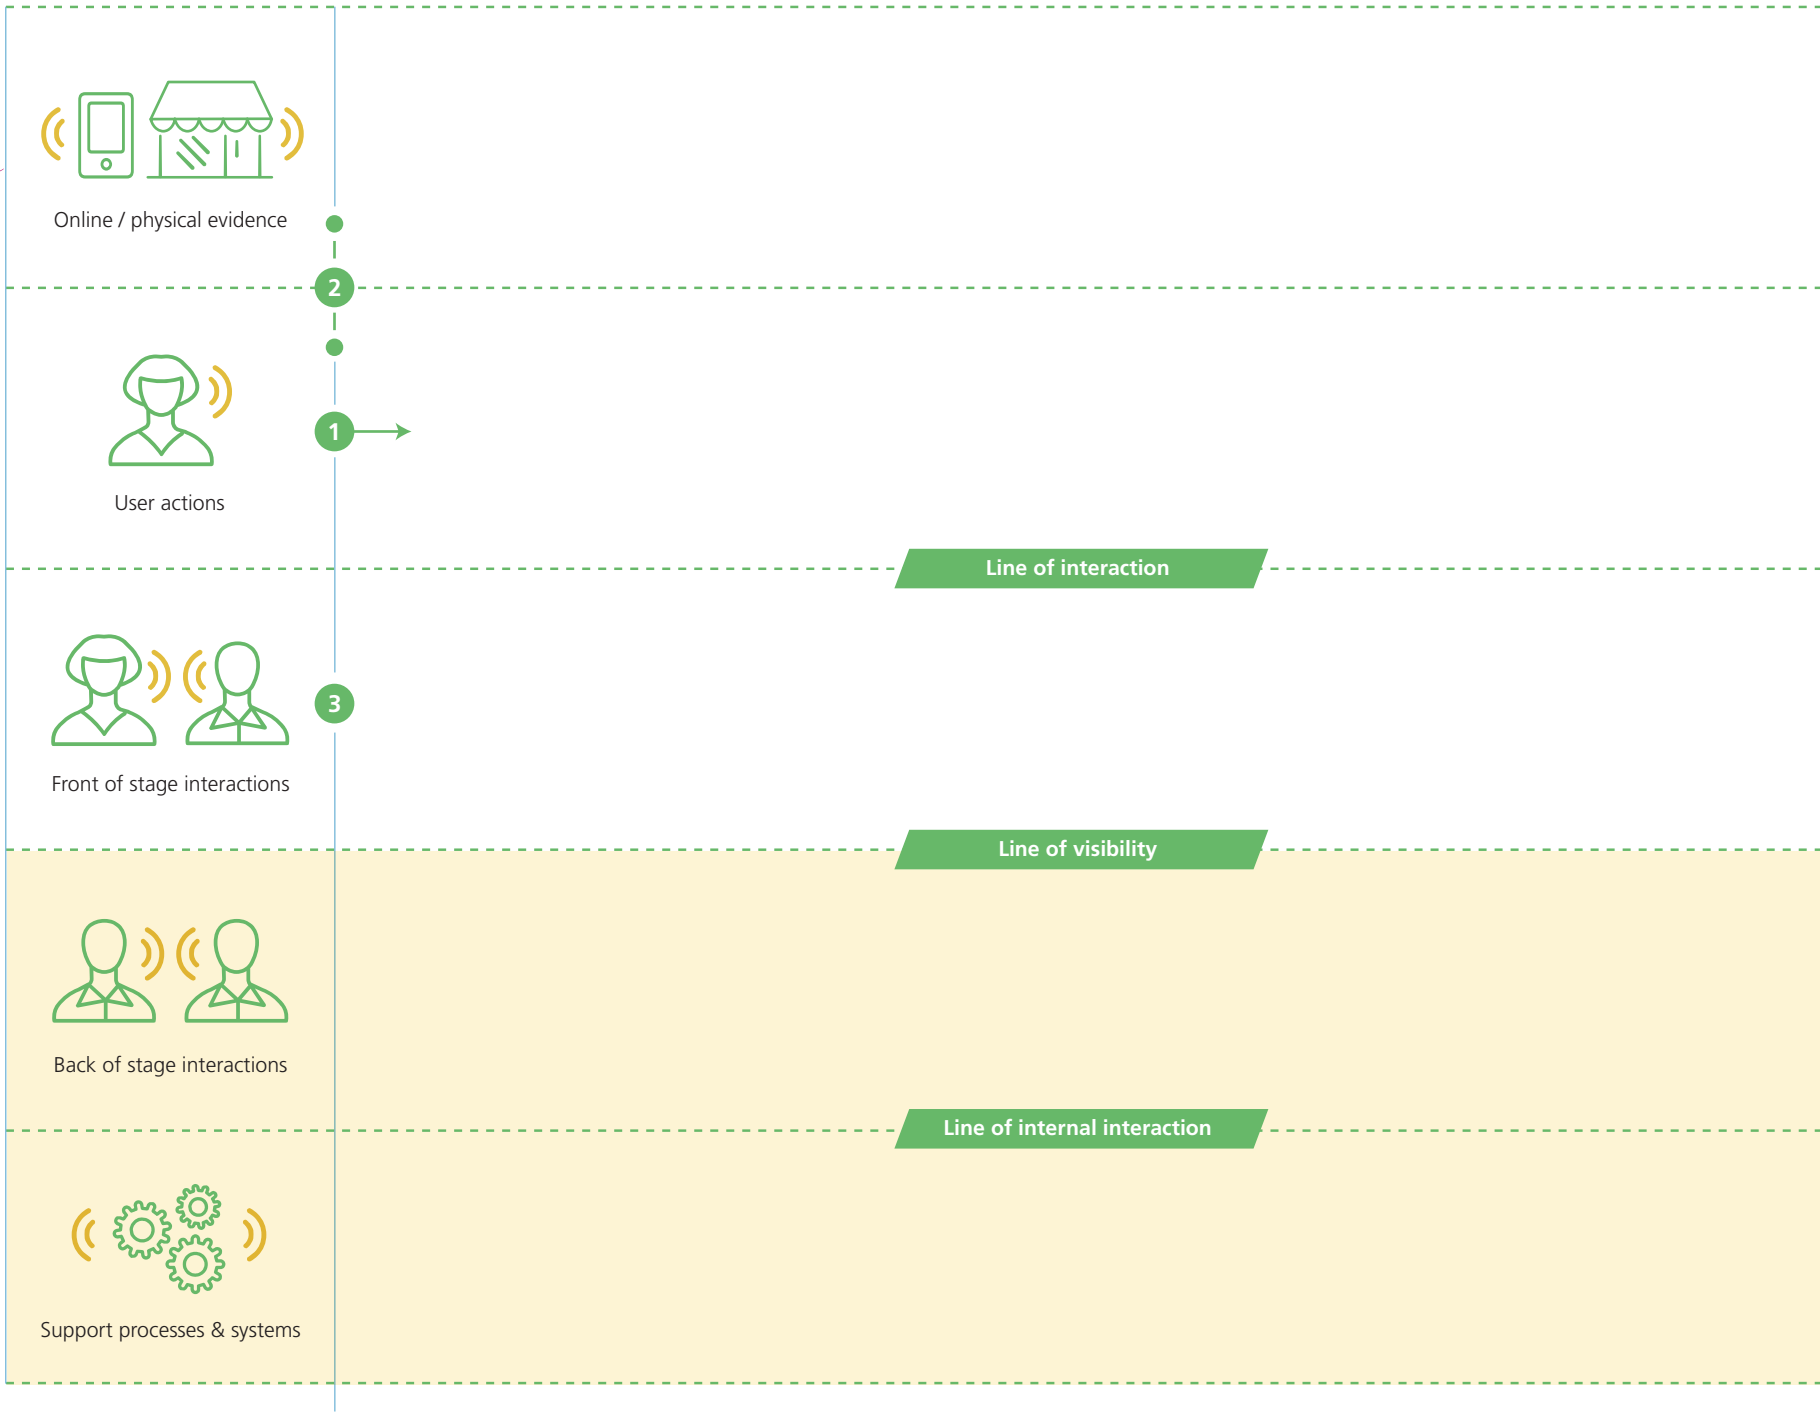 Online / physical evidence
2
1
User actions
Line of interaction
3
Front of stage interactions
Line of visibility
Back of stage interactions
Line of internal interaction
Support processes & systems